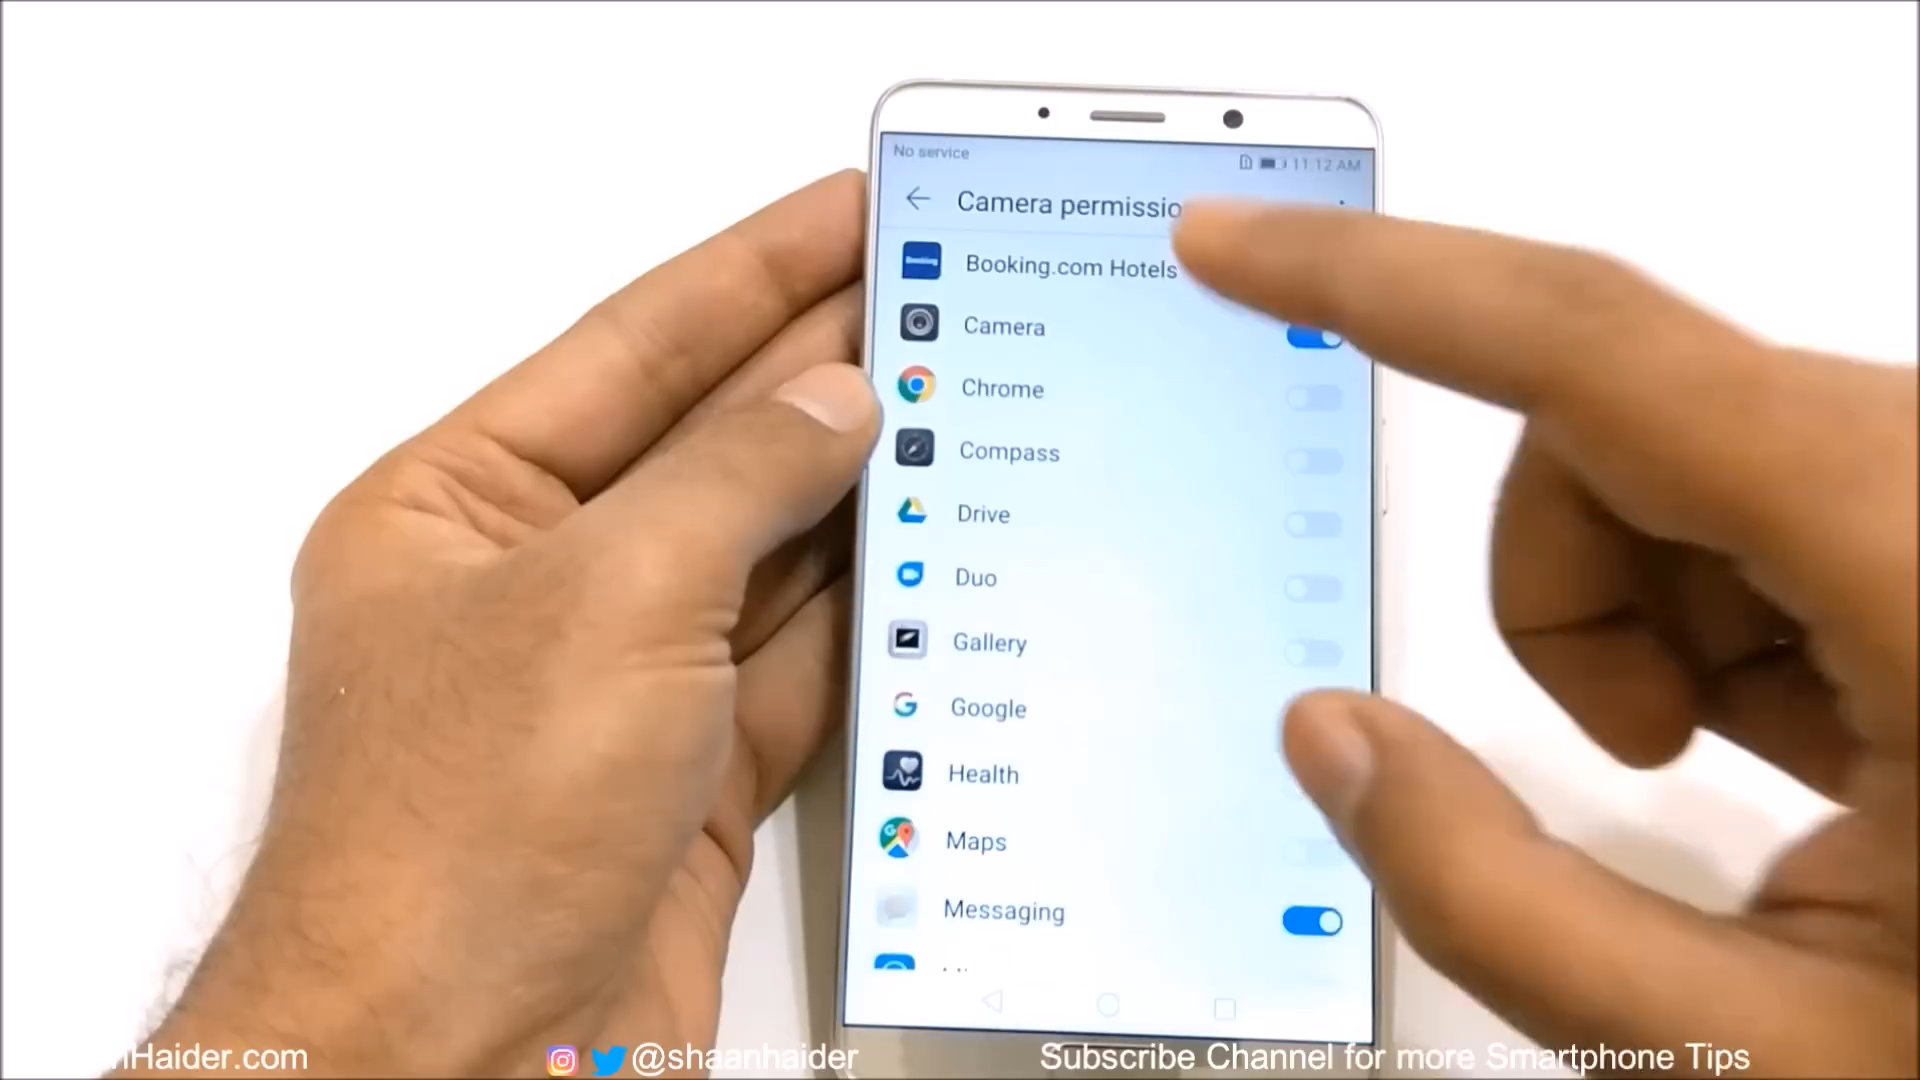 No service
11:12 AM
Camera permissio
Booking
Booking.com Hotels
Camera
Chrome
Compass
Drive
Duo
Gallery
Google
Health
Maps
Messaging
Haider.com
@shaanhaider
Subscribe Channel for more Smartphone Tips